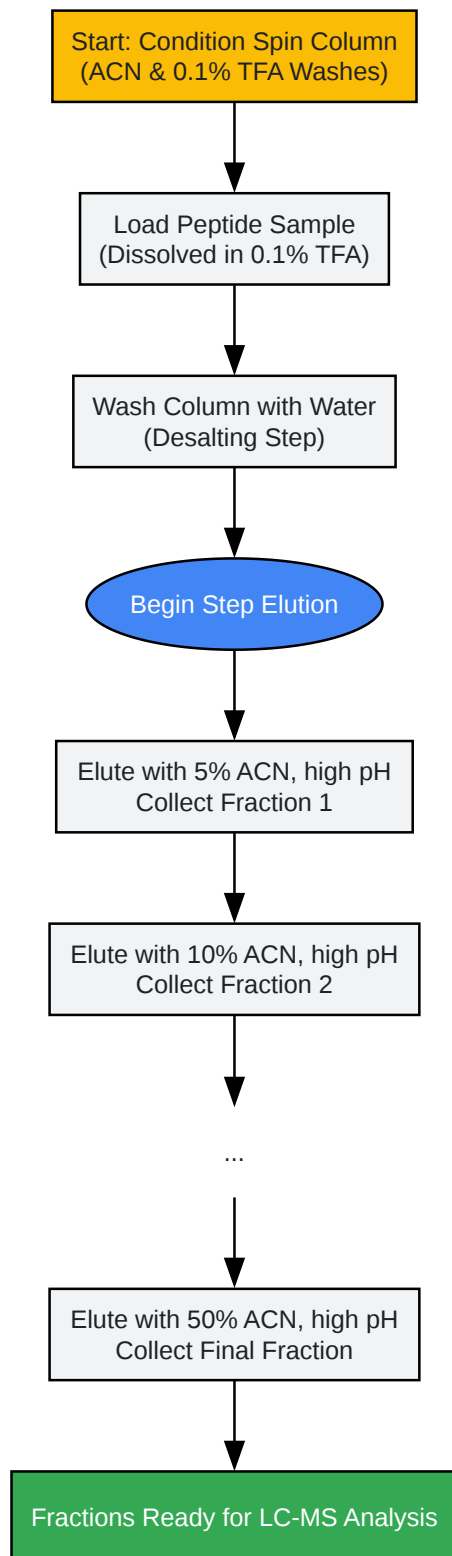 Start: Condition Spin Column
(ACN & 0.1% TFA Washes)
Load Peptide Sample
(Dissolved in 0.1% TFA)
Wash Column with Water
(Desalting Step)
Begin Step Elution
Elute with 5% ACN, high pH
Collect Fraction 1
Elute with 10% ACN, high pH
Collect Fraction 2
...
Elute with 50% ACN, high pH
Collect Final Fraction
Fractions Ready for LC-MS Analysis